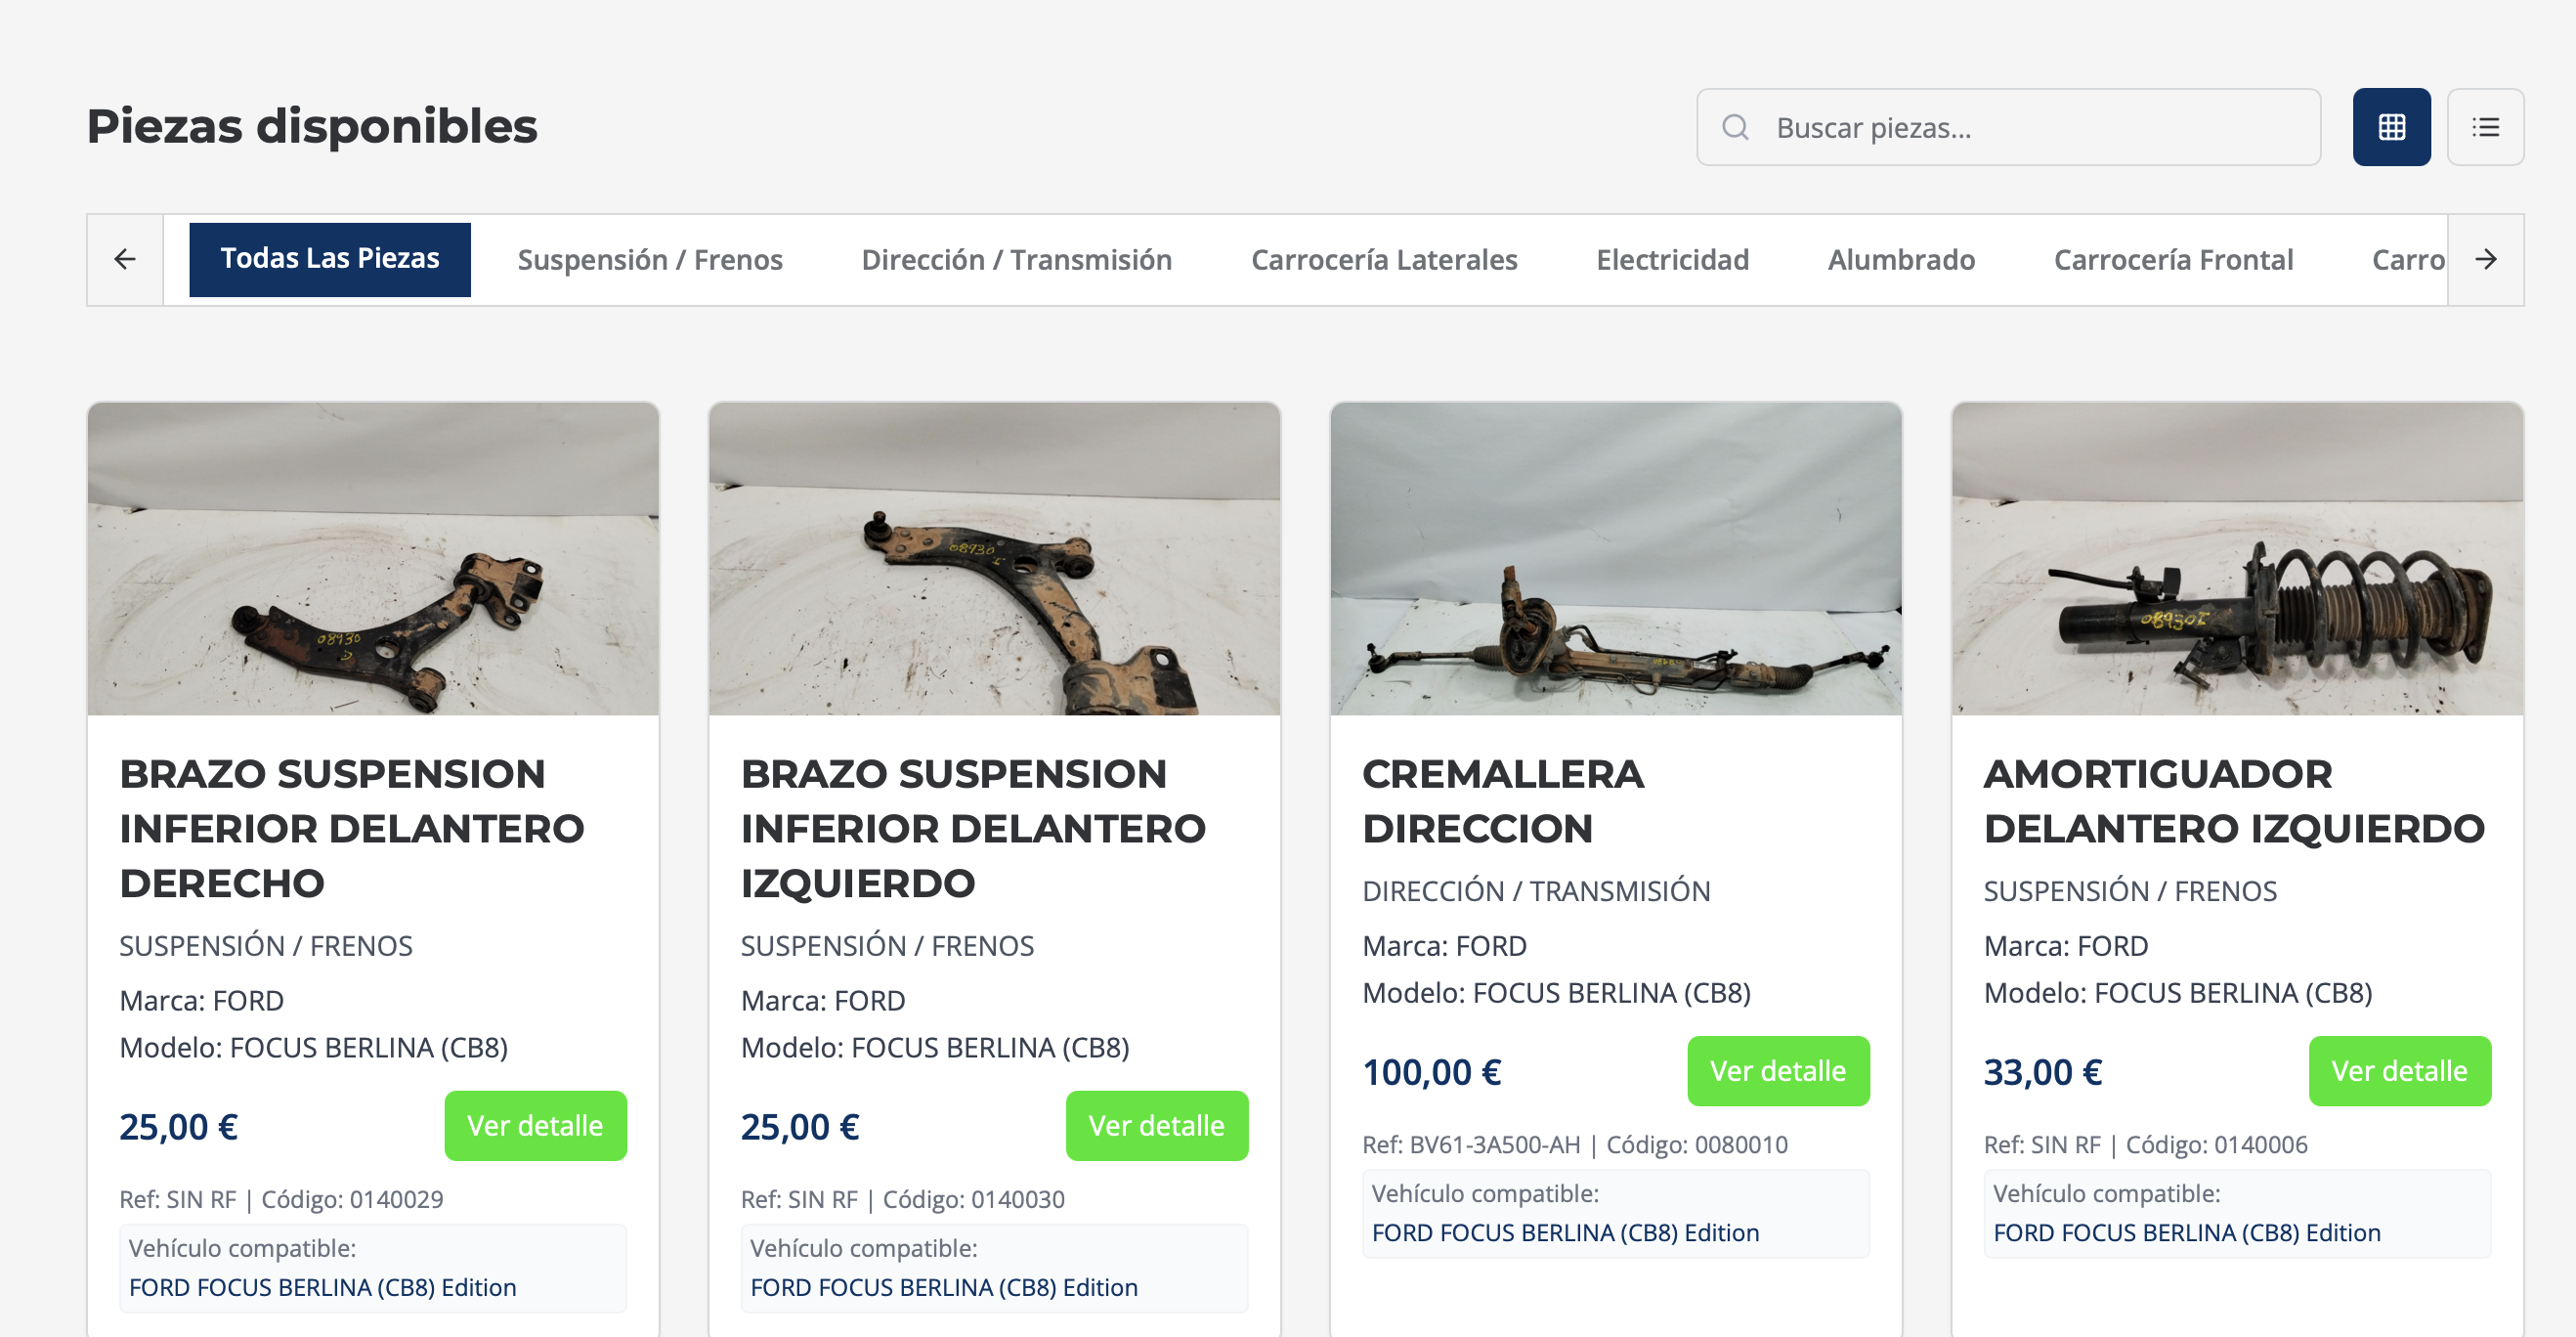 Piezas disponibles
Buscar piezas...
Todas Las Piezas
Suspensión / Frenos
Dirección / Transmisión
Carrocería Laterales
Electricidad
Alumbrado
Carrocería Frontal
Carro
08930
08930
I
08930I
BRAZO SUSPENSION
INFERIOR DELANTERO
DERECHO
SUSPENSIÓN / FRENOS
Marca: FORD
Modelo: FOCUS BERLINA (CB8)
25,00 €
Ver detalle
Ref: SIN RF | Código: 0140029
Vehículo compatible:
FORD FOCUS BERLINA (CB8) Edition
BRAZO SUSPENSION
INFERIOR DELANTERO
IZQUIERDO
SUSPENSIÓN / FRENOS
Marca: FORD
Modelo: FOCUS BERLINA (CB8)
25,00 €
Ver detalle
Ref: SIN RF | Código: 0140030
Vehículo compatible:
FORD FOCUS BERLINA (CB8) Edition
CREMALLERA
DIRECCION
DIRECCIÓN / TRANSMISIÓN
Marca: FORD
Modelo: FOCUS BERLINA (CB8)
100,00 €
Ver detalle
Ref: BV61-3A500-AH | Código: 0080010
Vehículo compatible:
FORD FOCUS BERLINA (CB8) Edition
AMORTIGUADOR
DELANTERO IZQUIERDO
SUSPENSIÓN / FRENOS
Marca: FORD
Modelo: FOCUS BERLINA (CB8)
33,00 €
Ver detalle
Ref: SIN RF | Código: 0140006
Vehículo compatible:
FORD FOCUS BERLINA (CB8) Edition